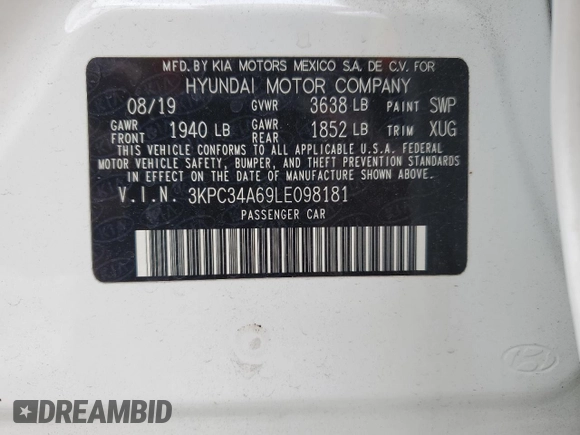 MFD. BY KIA MOTORS MEXICO S.A. DE C.V. FOR
HYUNDAI MOTOR COMPANY
08/19 GVWR 3638 LB PAINT SWP
GAWR FRONT 1940 LB GAWR REAR 1852 LB TRIM XUG
THIS VEHICLE CONFORMS TO ALL APPLICABLE U.S.A. FEDERAL
MOTOR VEHICLE SAFETY, BUMPER, AND THEFT PREVENTION STANDARDS
IN EFFECT ON THE DATE OF MANUFACTURE SHOWN ABOVE.
V.I.N. 3KPC34A69LE098181
PASSENGER CAR
DREAMBID